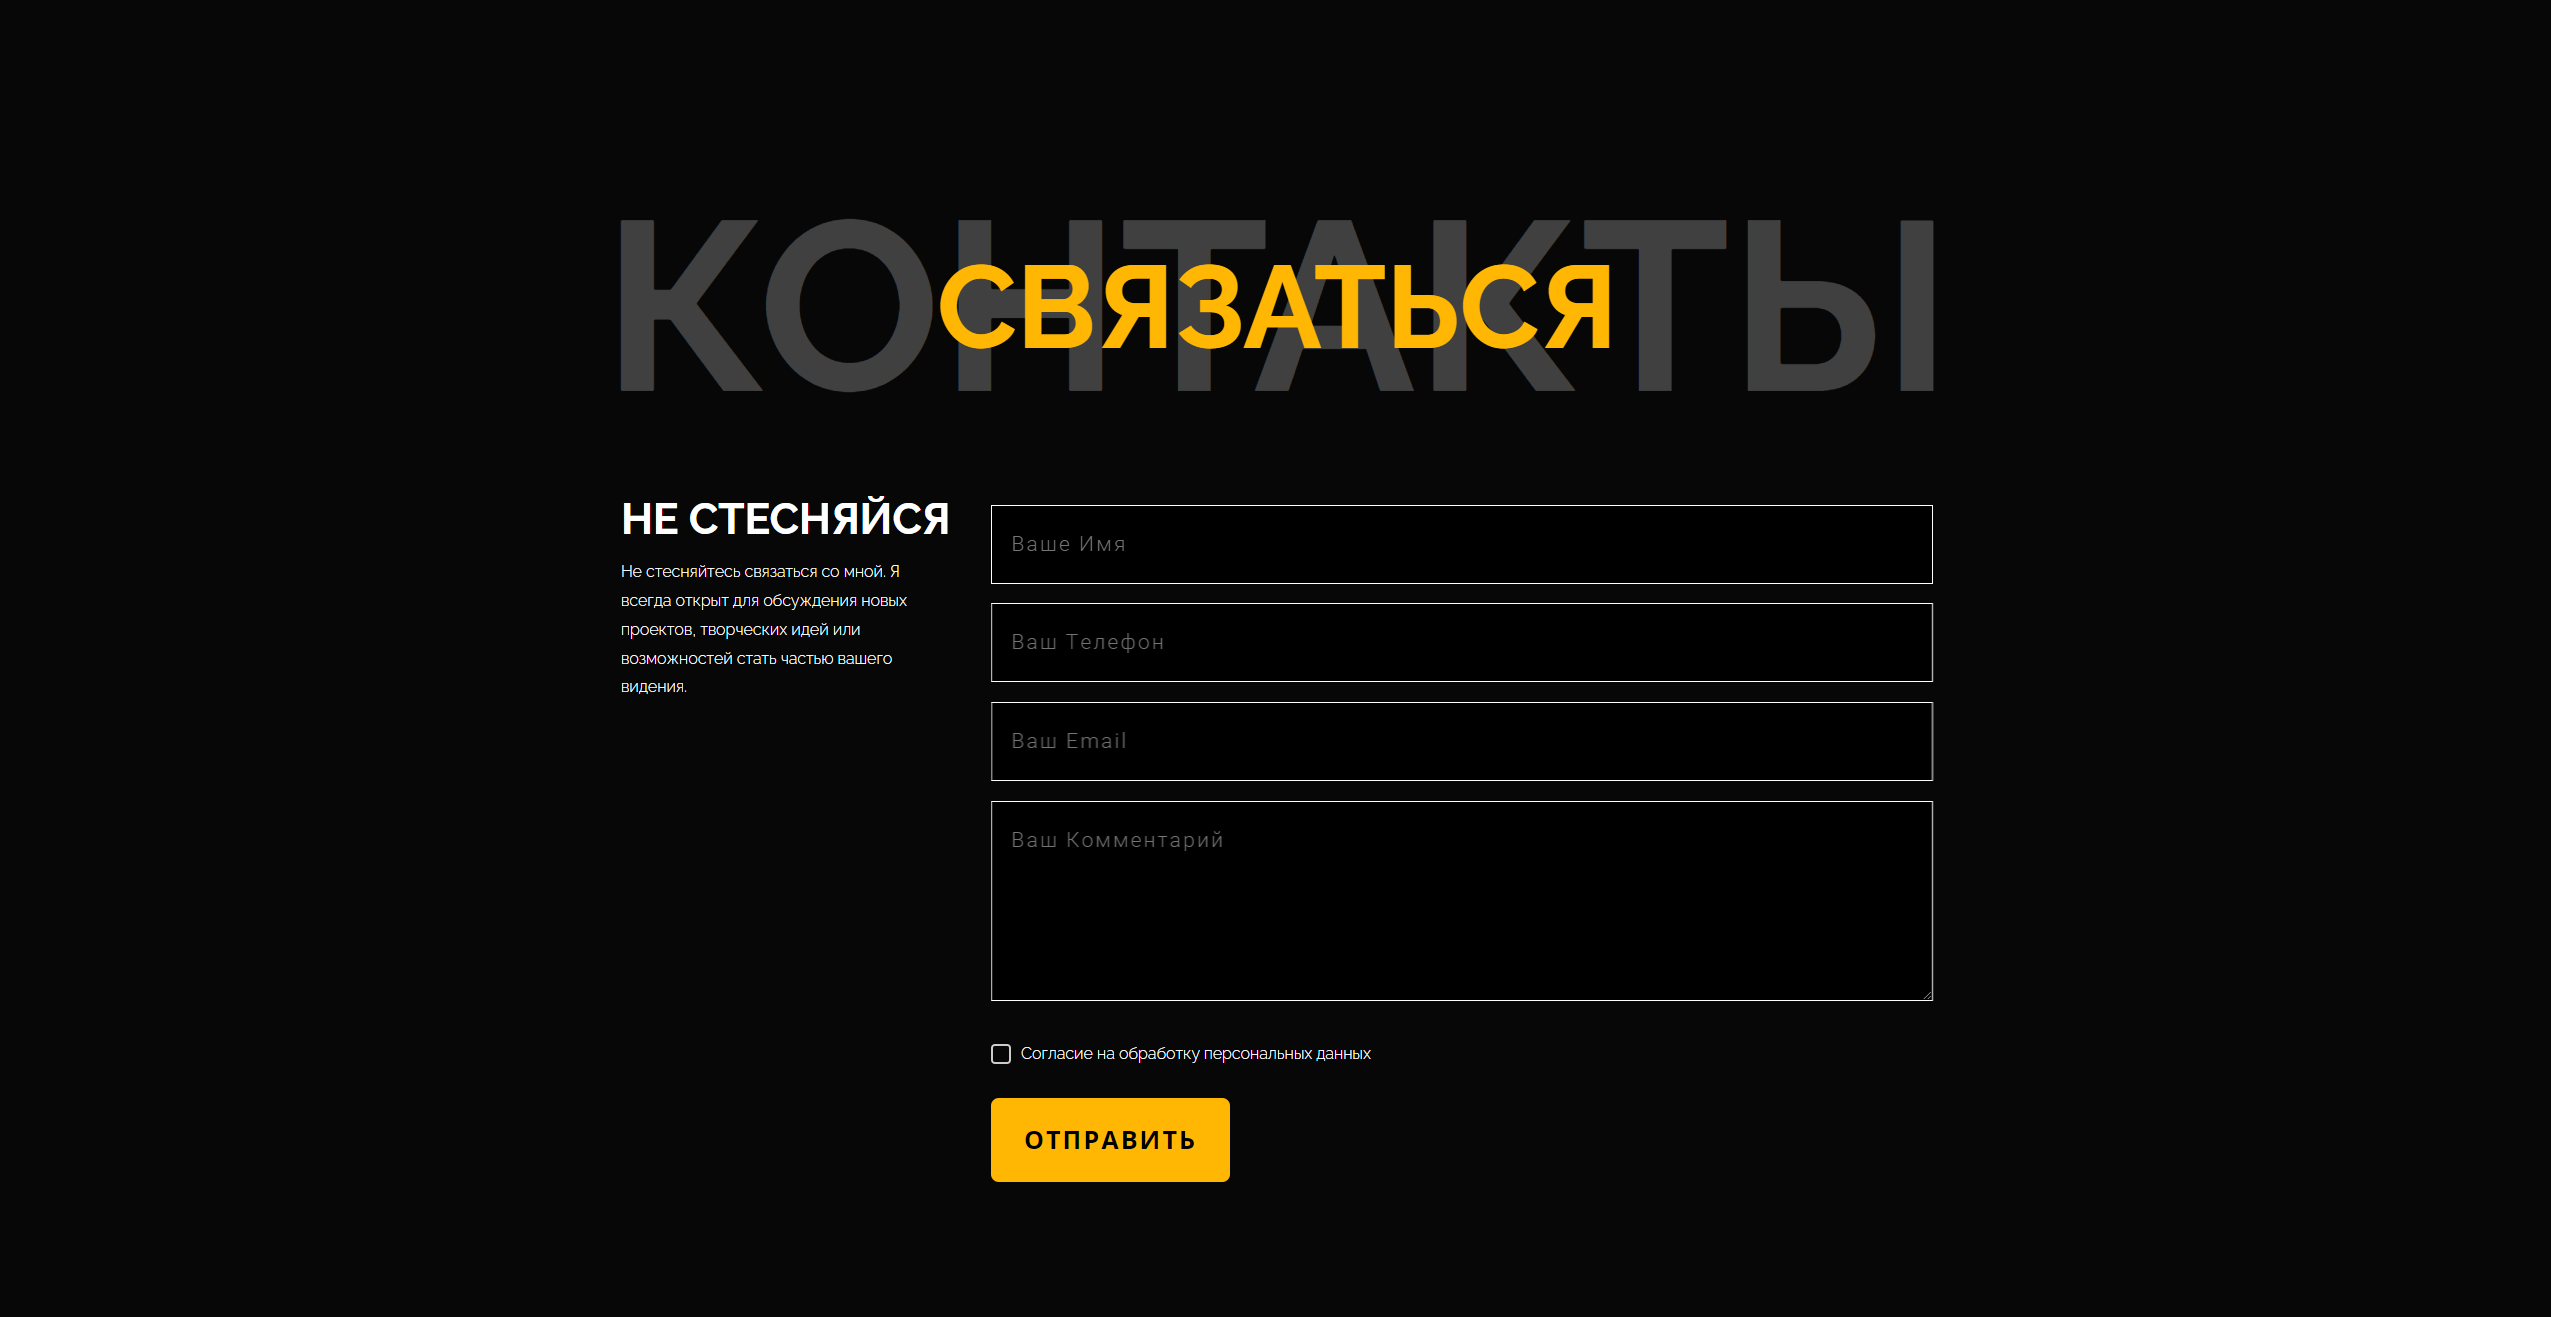 КОНТАКТЫ
СВЯЗАТЬСЯ
НЕ СТЕСНЯЙСЯ
Не стесняйтесь связаться со мной. Я
всегда открыт для обсуждения новых
проектов, творческих идей или
возможностей стать частью вашего
видения.
Ваше Имя
Ваш Телефон
Ваш Email
Ваш Комментарий
Согласие на обработку персональных данных
ОТПРАВИТЬ